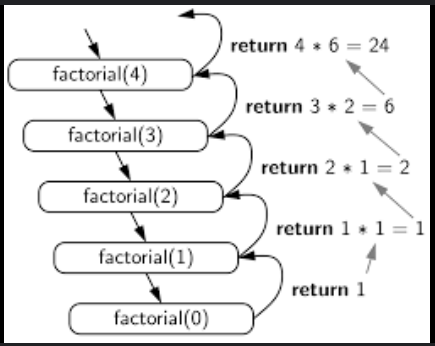 return 4 ∗ 6 = 24
factorial(4)
return 3 ∗ 2 = 6
factorial(3)
return 2 ∗ 1 = 2
factorial(2)
return 1 ∗ 1 = 1
factorial(1)
return 1
factorial(0)